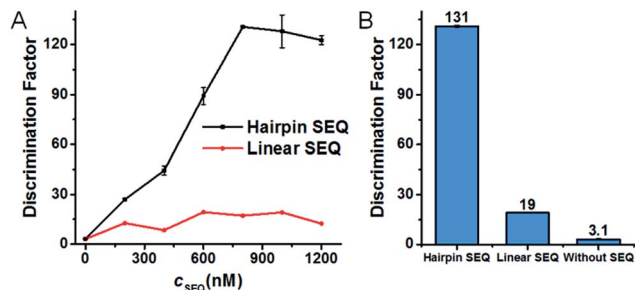 A
Discrimination Factor
120
90
60
30
0
Hairpin SEQ
Linear SEQ
0 300 600 900 1200
cSEQ(nM)
B
Discrimination Factor
120
90
60
30
0
131
19
3.1
Hairpin SEQ Linear SEQ Without SEQ